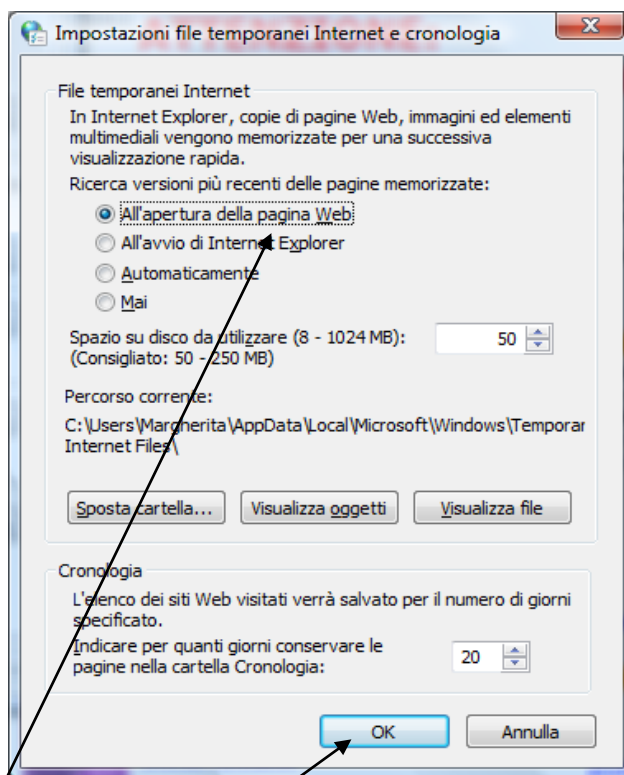 ATTENZIONE:
Impostazioni file temporanei Internet e cronologia
File temporanei Internet
In Internet Explorer, copie di pagine Web, immagini ed elementi
multimediali vengono memorizzate per una successiva
visualizzazione rapida.
Ricerca versioni più recenti delle pagine memorizzate:
All'apertura della pagina Web
All'avvio di Internet Explorer
Automaticamente
Mai
Spazio su disco da utilizzare (8 - 1024 MB): 50
(Consigliato: 50 - 250 MB)
Percorso corrente:
C:\Users\Margherita\AppData\Local\Microsoft\Windows\Temporar
Internet Files\
Sposta cartella... Visualizza oggetti Visualizza file
Cronologia
L'elenco dei siti Web visitati verrà salvato per il numero di giorni
specificato.
Indicare per quanti giorni conservare le
pagine nella cartella Cronologia: 20
OK Annulla